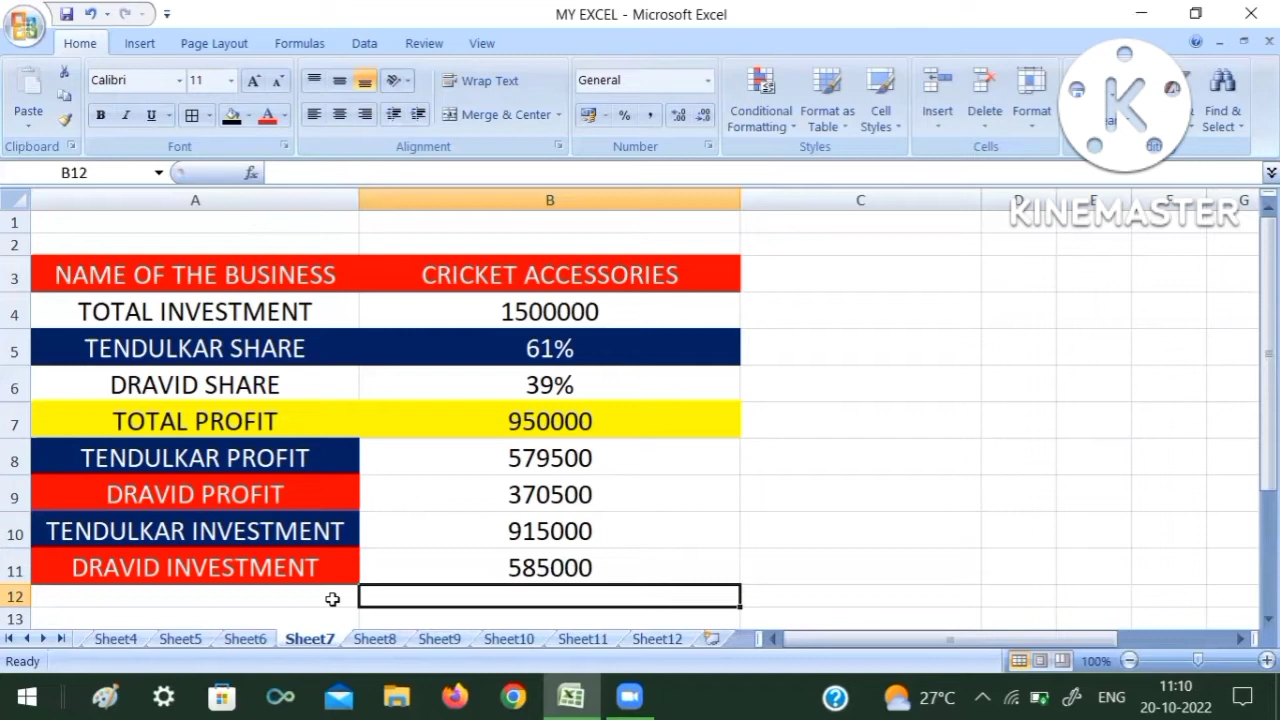 MY EXCEL - Microsoft Excel
Home Insert Page Layout Formulas Data Review View
Paste
Calibri 11
B I U
Wrap Text
Merge & Center
General
% ,
Conditional Formatting
Format as Table
Cell Styles
Insert Delete Format
Find & Select
Clipboard Font Alignment Number Styles Cells
K
KINEMASTER
B12 fx
A B C D E F G
1
2
3 NAME OF THE BUSINESS CRICKET ACCESSORIES
4 TOTAL INVESTMENT 1500000
5 TENDULKAR SHARE 61%
6 DRAVID SHARE 39%
7 TOTAL PROFIT 950000
8 TENDULKAR PROFIT 579500
9 DRAVID PROFIT 370500
10 TENDULKAR INVESTMENT 915000
11 DRAVID INVESTMENT 585000
12
13
Sheet4 Sheet5 Sheet6 Sheet7 Sheet8 Sheet9 Sheet10 Sheet11 Sheet12
Ready 100%
27°C ENG 11:10
20-10-2022